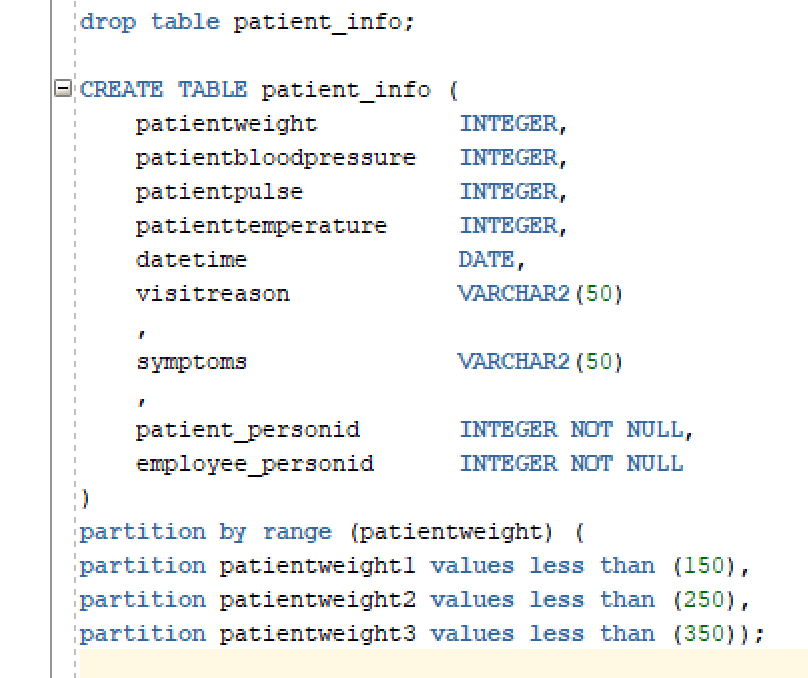 drop table patient_info;
CREATE TABLE patient_info (
patientweight INTEGER,
patientbloodpressure INTEGER,
patientpulse INTEGER,
patienttemperature INTEGER,
datetime DATE,
visitreason VARCHAR2(50)
,
symptoms VARCHAR2(50)
,
patient_personid INTEGER NOT NULL,
employee_personid INTEGER NOT NULL
)
partition by range (patientweight) (
partition patientweight1 values less than (150),
partition patientweight2 values less than (250),
partition patientweight3 values less than (350));